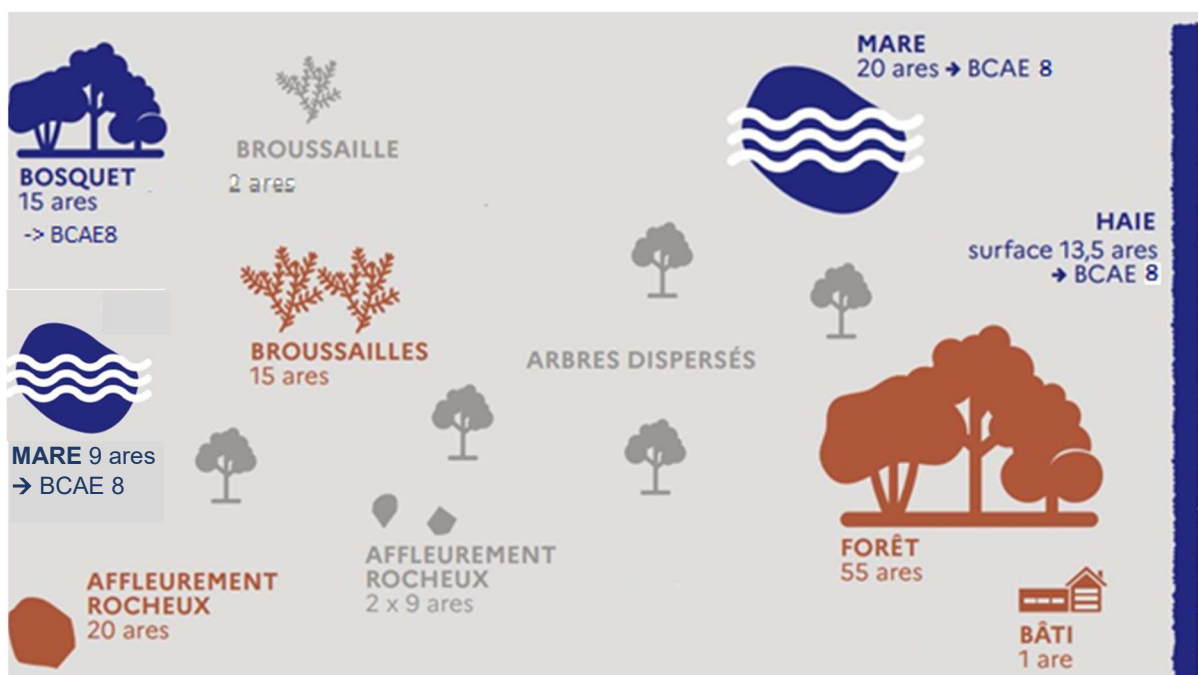 MARE
20 ares → BCAE 8
BROUSSAILLE
2 ares
BOSQUET
15 ares
-> BCAE8
HAIE
surface 13,5 ares
→ BCAE 8
BROUSSAILLES
15 ares
ARBRES DISPERSÉS
MARE 9 ares
→ BCAE 8
AFFLEUREMENT
ROCHEUX
2 x 9 ares
FORÊT
55 ares
AFFLEUREMENT
ROCHEUX
20 ares
BÂTI
1 are